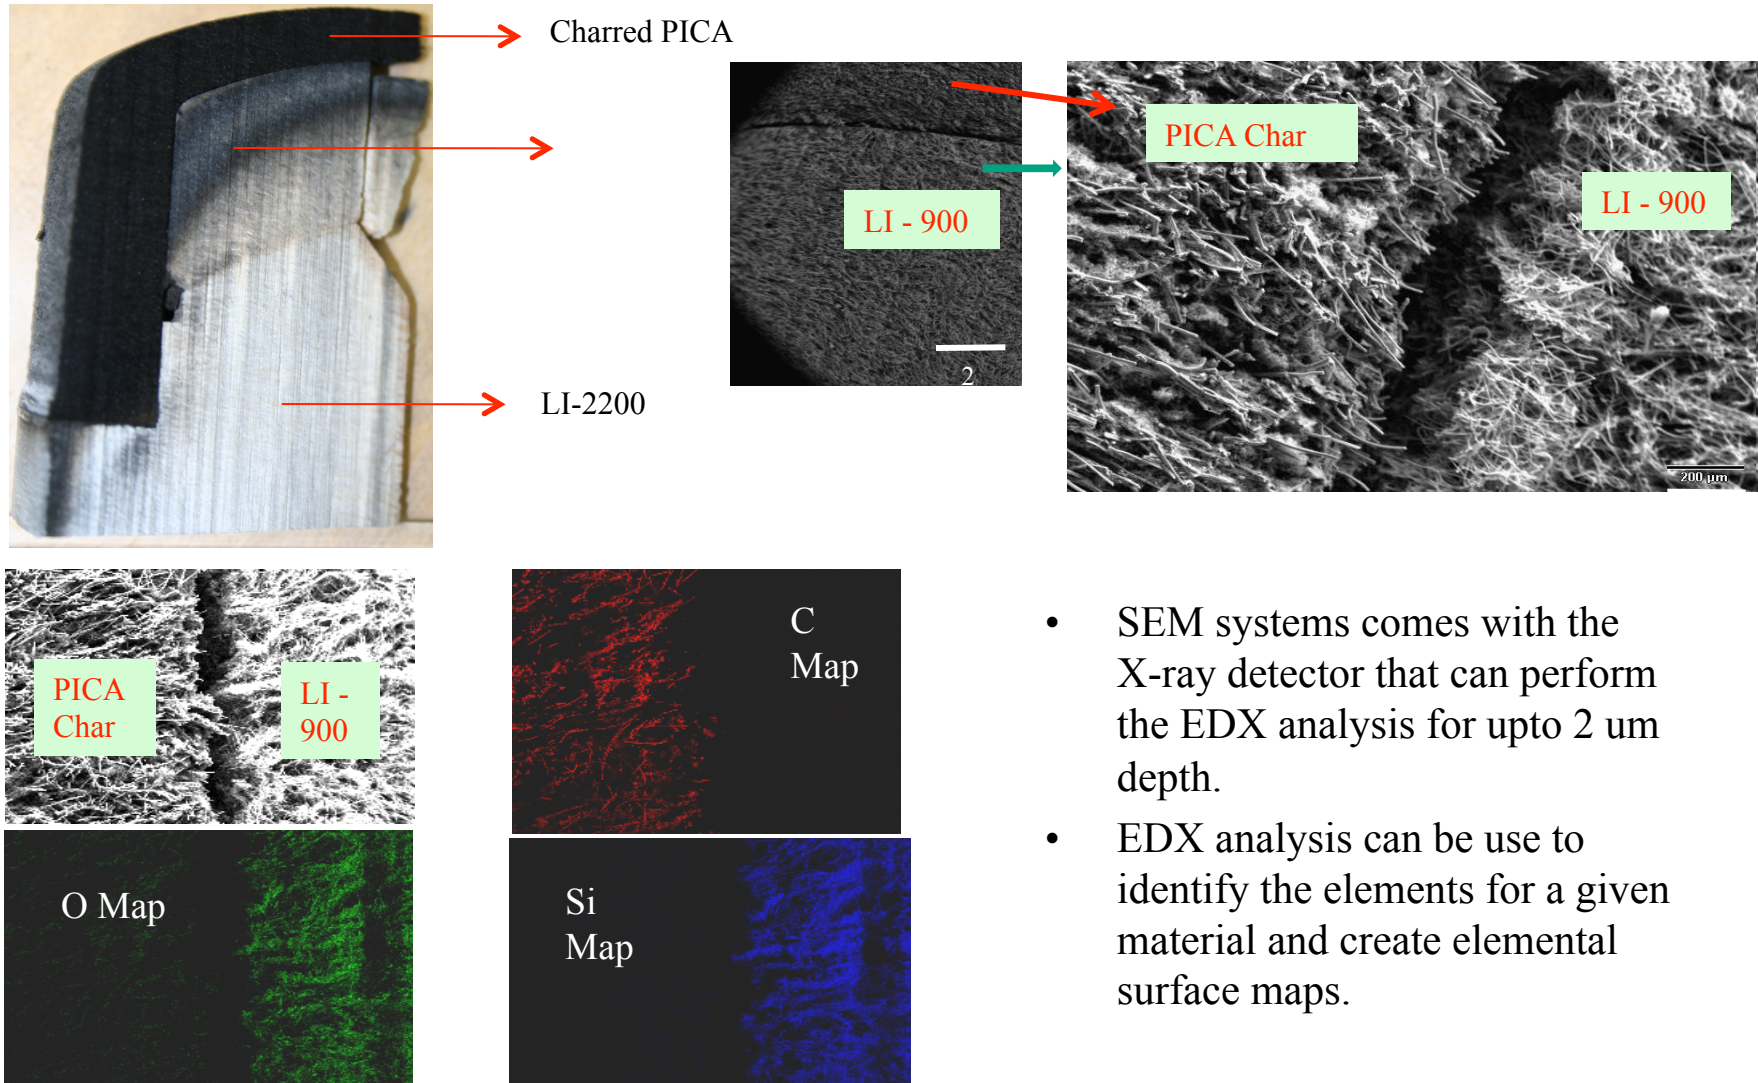 Charred PICA
LI-2200
LI - 900
2
PICA Char
LI - 900
200 µm
PICA
Char
LI -
900
C
Map
O Map
Si
Map
• SEM systems comes with the
X-ray detector that can perform
the EDX analysis for upto 2 um
depth.
• EDX analysis can be use to
identify the elements for a given
material and create elemental
surface maps.